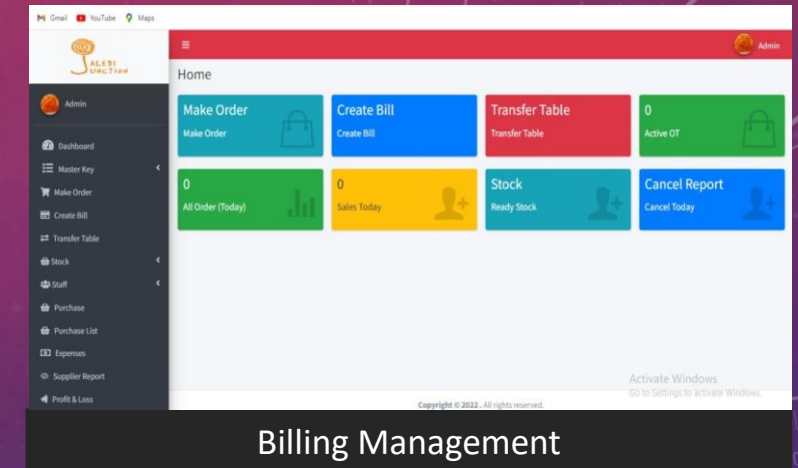 Gmail YouTube Maps
JALEBI
JUNCTION
Admin
Home
Admin
Dashboard
Master Key
Make Order
Create Bill
Transfer Table
Stock
Staff
Purchase
Purchase List
Expenses
Supplier Report
Profit & Loss
Make Order
Make Order
Create Bill
Create Bill
Transfer Table
Transfer Table
0
Active OT
0
All Order (Today)
0
Sales Today
Stock
Ready Stock
Cancel Report
Cancel Today
Activate Windows
Go to Settings to activate Windows.
Copyright © 2022 . All rights reserved.
Billing Management